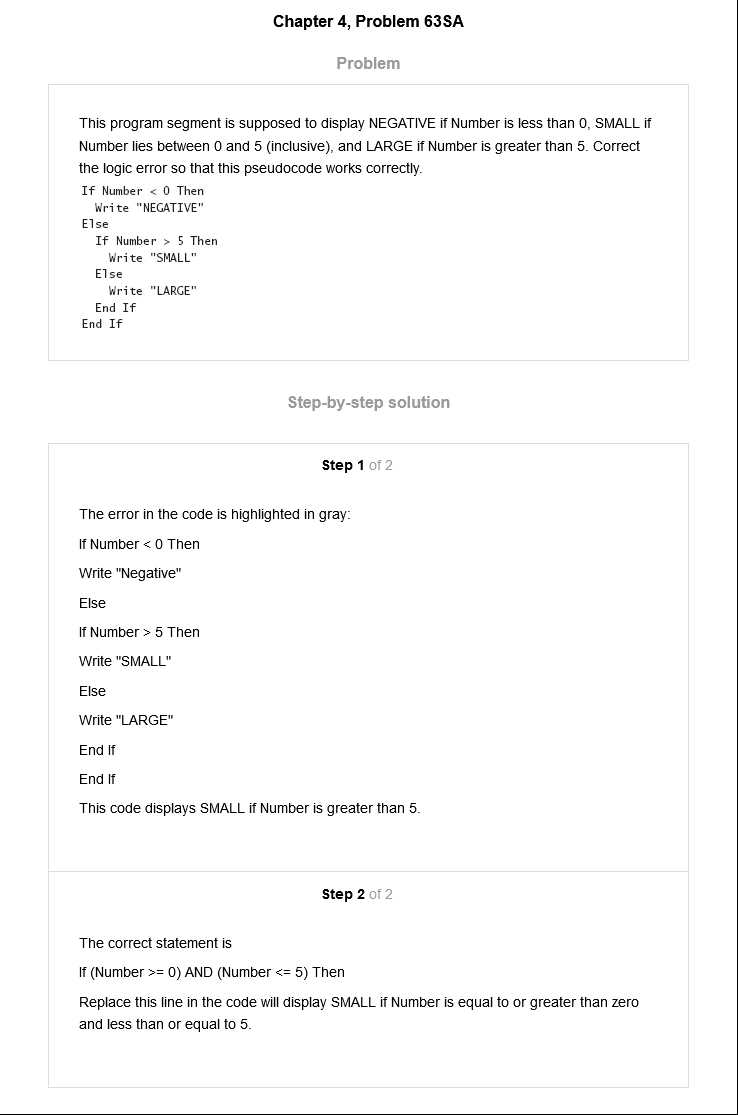 Chapter 4, Problem 63SA
Problem
This program segment is supposed to display NEGATIVE if Number is less than 0, SMALL if
Number lies between 0 and 5 (inclusive), and LARGE if Number is greater than 5. Correct
the logic error so that this pseudocode works correctly.
If Number < 0 Then
  Write "NEGATIVE"
Else
  If Number > 5 Then
    Write "SMALL"
  Else
    Write "LARGE"
  End If
End If
Step-by-step solution
Step 1 of 2
The error in the code is highlighted in gray:
If Number < 0 Then
Write "Negative"
Else
If Number > 5 Then
Write "SMALL"
Else
Write "LARGE"
End If
End If
This code displays SMALL if Number is greater than 5.
Step 2 of 2
The correct statement is
If (Number >= 0) AND (Number <= 5) Then
Replace this line in the code will display SMALL if Number is equal to or greater than zero
and less than or equal to 5.